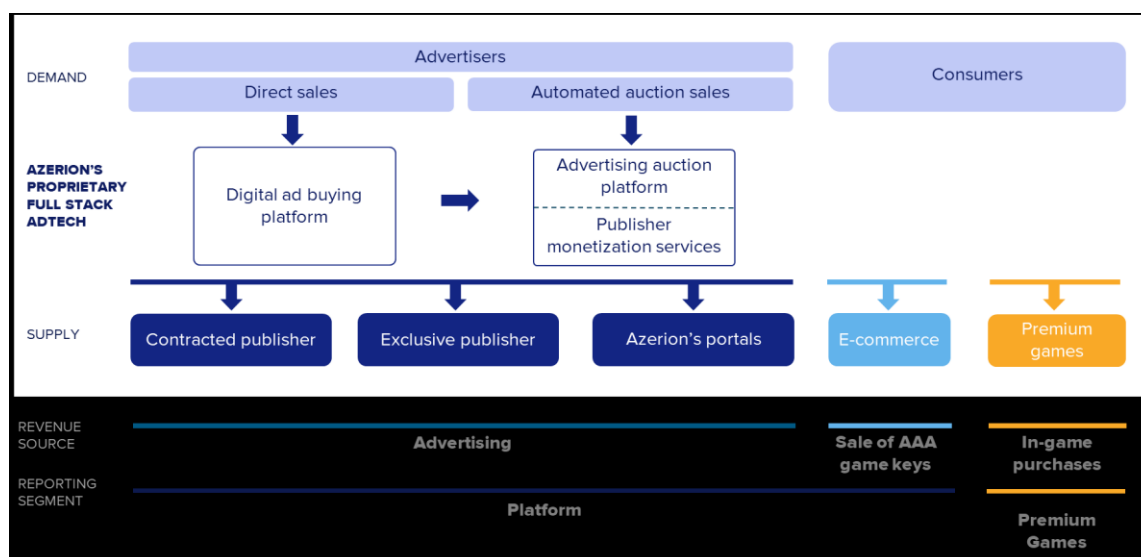 DEMAND
Advertisers
Direct sales
Automated auction sales
Consumers
AZERION'S
PROPRIETARY
FULL STACK
ADTECH
Digital ad buying
platform
Advertising auction
platform
Publisher
monetization services
SUPPLY
Contracted publisher
Exclusive publisher
Azerion's portals
E-commerce
Premium
games
REVENUE
SOURCE
Advertising
Sale of AAA
game keys
In-game
purchases
REPORTING
SEGMENT
Platform
Premium
Games